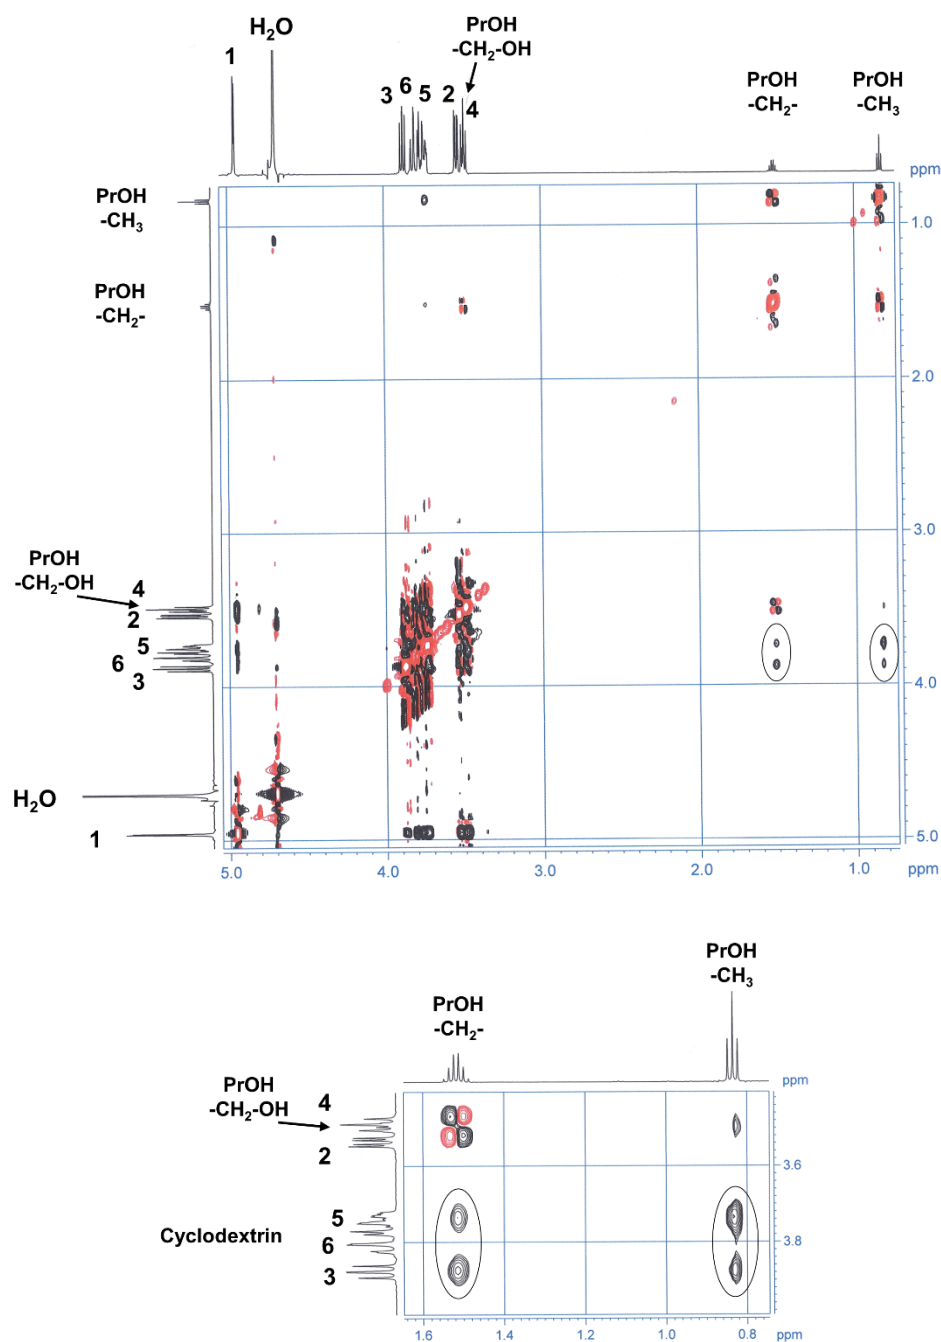 PrOH
-CH₂-OH
H₂O
1
3
6
5
2
4
PrOH
-CH₂-
PrOH
-CH₃
ppm
PrOH
-CH₃
1.0
PrOH
-CH₂-
2.0
3.0
PrOH
-CH₂-OH
4
2
5
6
3
4.0
H₂O
1
5.0
5.0
4.0
3.0
2.0
1.0
ppm
PrOH
-CH₃
PrOH
-CH₂-
PrOH
-CH₂-OH
4
2
ppm
3.6
Cyclodextrin
5
6
3
3.8
1.6
1.4
1.2
1.0
0.8
ppm